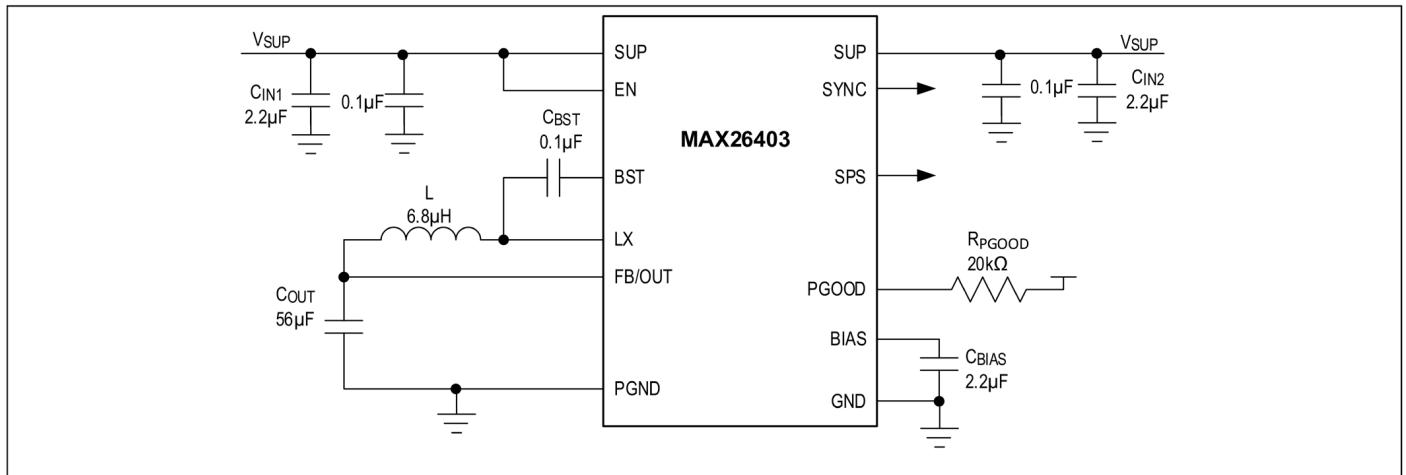 VSUP
CIN1
2.2µF
0.1µF
CBST
0.1µF
L
6.8µH
COUT
56µF
SUP
EN
BST
LX
FB/OUT
PGND
MAX26403
SUP
SYNC
SPS
PGOOD
BIAS
GND
VSUP
0.1µF
CIN2
2.2µF
RPGOOD
20kΩ
CBIAS
2.2µF